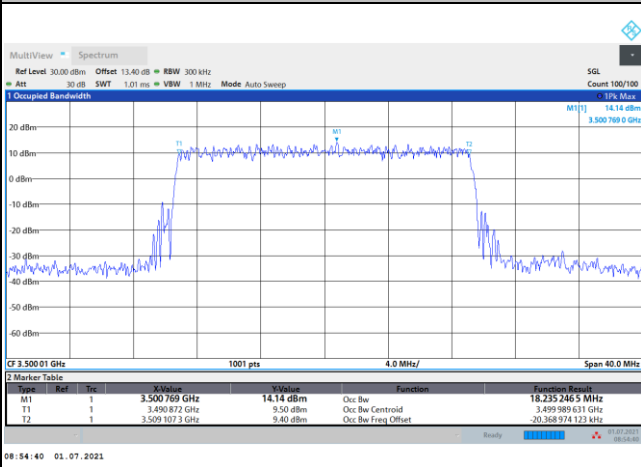 MultiView Spectrum
Ref Level 30.00 dBm Offset 13.40 dB RBW 300 kHz SGL
Att 30 dB SWT 1.01 ms VBW 1 MHz Mode Auto Sweep Count 100/100
1 Occupied Bandwidth 1Pk Max
M1[1] 14.14 dBm
3.500 769 0 GHz
20 dBm
M1
T1 T2
10 dBm
0 dBm
-10 dBm
-20 dBm
-30 dBm
-40 dBm
-50 dBm
-60 dBm
CF 3.500 01 GHz 1001 pts 4.0 MHz/ Span 40.0 MHz
2 Marker Table
Type Ref Trc X-Value Y-Value Function Function Result
M1 1 3.500 769 GHz 14.14 dBm Occ Bw 18.235 246 5 MHz
T1 1 3.490 872 GHz 9.50 dBm Occ Bw Centroid 3.499 989 631 GHz
T2 1 3.509 107 3 GHz 9.40 dBm Occ Bw Freq Offset -20.368 974 123 kHz
Ready 01.07.2021
08:54:40
08:54:40 01.07.2021